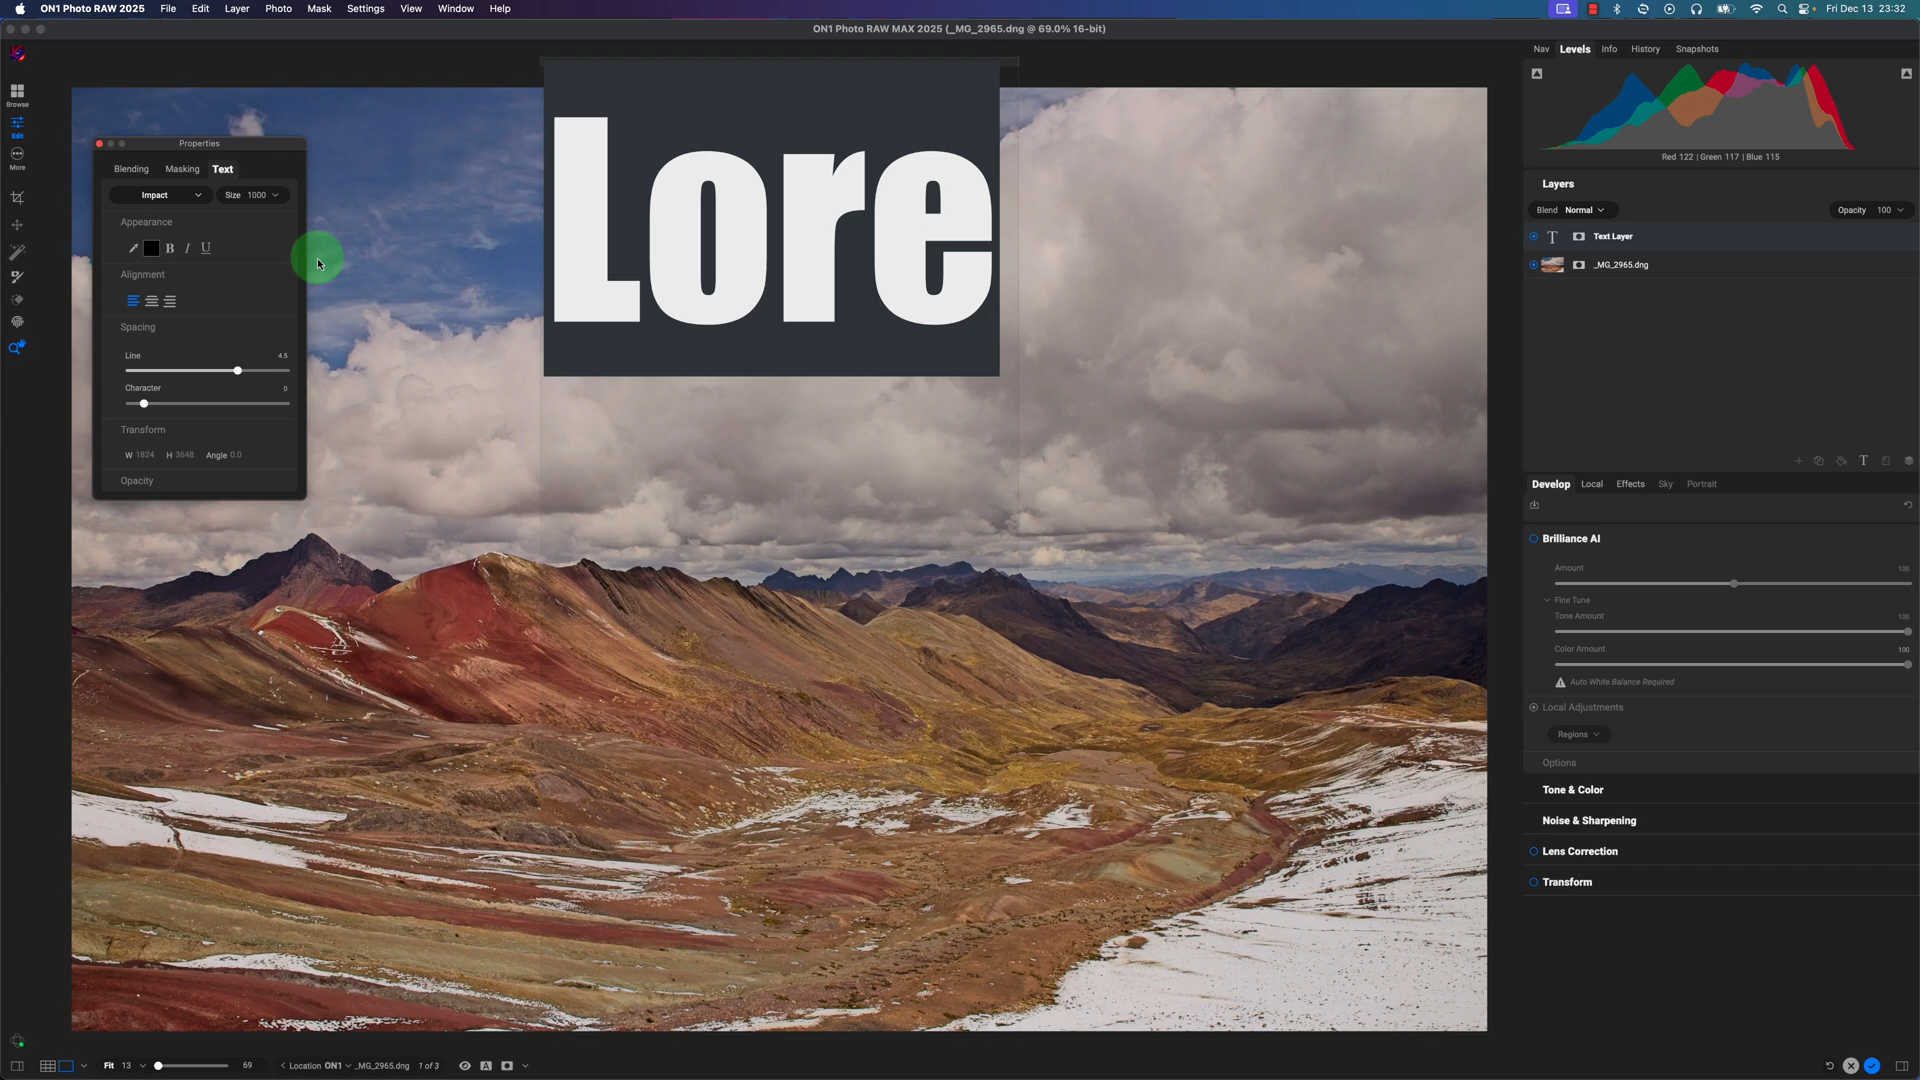 ON1 Photo RAW 2025 File Edit Layer Photo Mask Settings View Window Help Fri Dec 13 23:32
ON1 Photo RAW MAX 2025 (_MG_2965.dng @ 69.0% 16-bit)
Nav Levels Info History Snapshots
Browse
Edit
More
Properties
Blending Masking Text
Impact Size 1000
Appearance
B I U
Alignment
Spacing
Line 4.5
Character 0
Transform
W 1824 H 3648 Angle 0.0
Opacity
Lore
Red 122 | Green 117 | Blue 115
Layers
Blend Normal Opacity 100
T Text Layer
_MG_2965.dng
T
Develop Local Effects Sky Portrait
Brilliance AI
Amount 100
Fine Tune
Tone Amount 100
Color Amount 100
Auto White Balance Required
Local Adjustments
Regions
Options
Tone & Color
Noise & Sharpening
Lens Correction
Transform
Fit 13 69 Location ON1 _MG_2965.dng 1 of 3 A